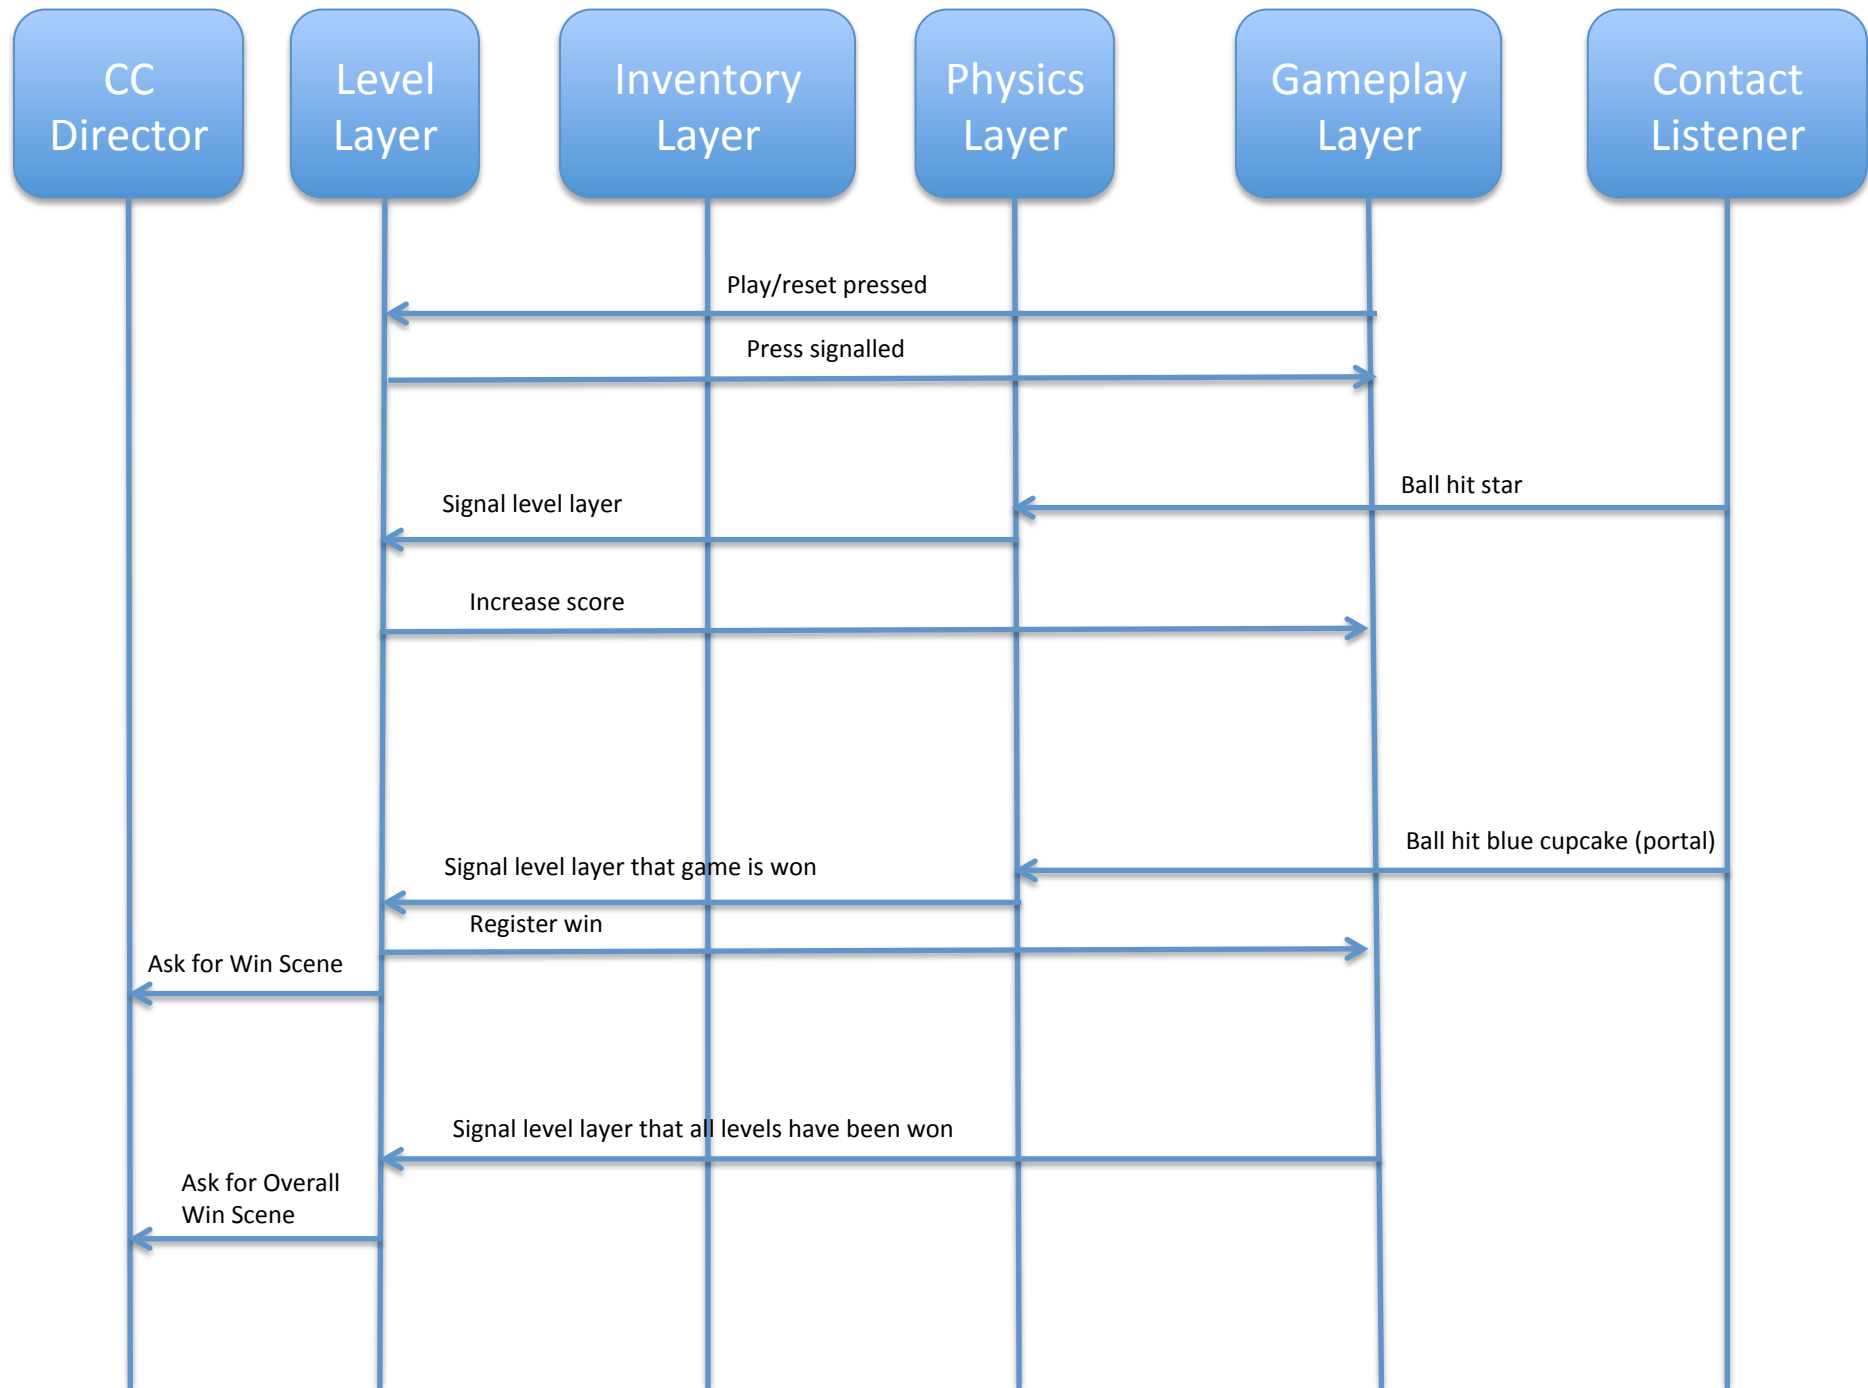 CC
Director
Level
Layer
Inventory
Layer
Physics
Layer
Gameplay
Layer
Contact
Listener
Play/reset pressed
Press signalled
Ball hit star
Signal level layer
Increase score
Ball hit blue cupcake (portal)
Signal level layer that game is won
Register win
Ask for Win Scene
Signal level layer that all levels have been won
Ask for Overall
Win Scene